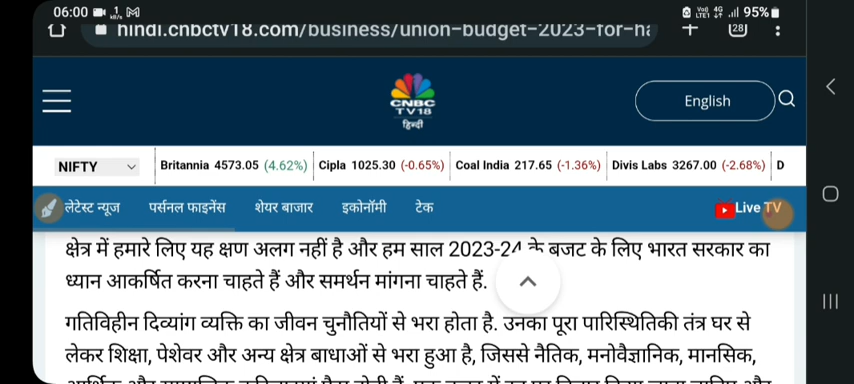 06:00
95%
hindi.cnbctv18.com/business/union-budget-2023-for-ha
28
CNBC
TV18
हिन्दी
English
NIFTY Britannia 4573.05 (4.62%) Cipla 1025.30 (-0.65%) Coal India 217.65 (-1.36%) Divis Labs 3267.00 (-2.68%) D
लेटेस्ट न्यूज पर्सनल फाइनेंस शेयर बाजार इकोनॉमी टेक Live TV
क्षेत्र में हमारे लिए यह क्षण अलग नहीं है और हम साल 2023-24 के बजट के लिए भारत सरकार का
ध्यान आकर्षित करना चाहते हैं और समर्थन मांगना चाहते हैं.
गतिविहीन दिव्यांग व्यक्ति का जीवन चुनौतियों से भरा होता है. उनका पूरा पारिस्थितिकी तंत्र घर से
लेकर शिक्षा, पेशेवर और अन्य क्षेत्र बाधाओं से भरा हुआ है, जिससे नैतिक, मनोवैज्ञानिक, मानसिक,